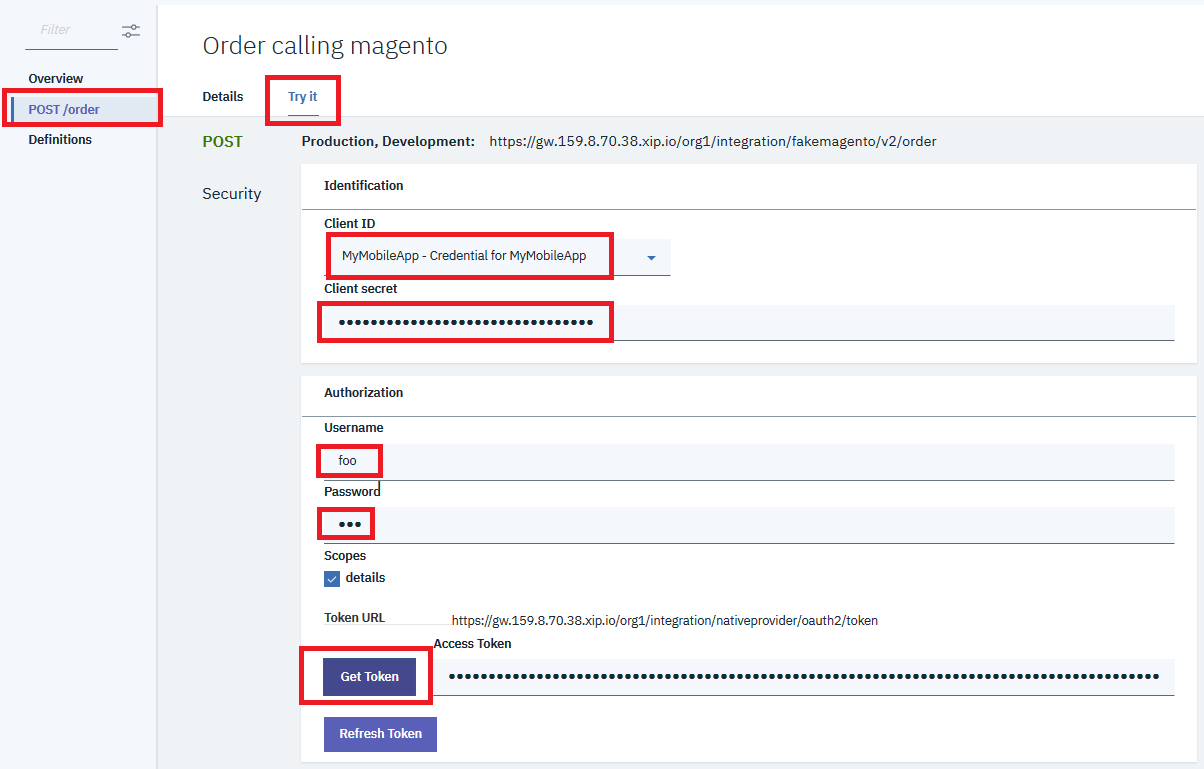 Filter
Overview
POST /order
Definitions
Order calling magento
Details
Try it
POST
Production, Development: https://gw.159.8.70.38.xip.io/org1/integration/fakemagento/v2/order
Security
Identification
Client ID
MyMobileApp - Credential for MyMobileApp
Client secret
••••••••••••••••••••••••••••••••
Authorization
Username
foo
Password
•••
Scopes
details
Token URL https://gw.159.8.70.38.xip.io/org1/integration/nativeprovider/oauth2/token
Access Token
Get Token
Refresh Token